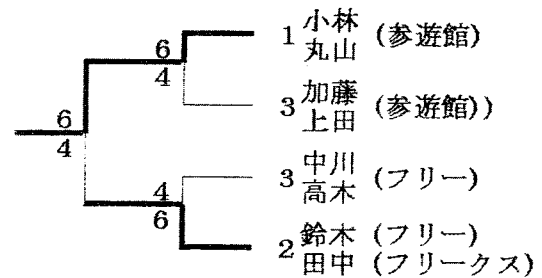 1 小林 (参遊館)
丸山
6
4
3 加藤 (参遊館))
上田
6
4
3 中川 (フリー)
高木
4
6
2 鈴木 (フリー)
田中 (フリークス)